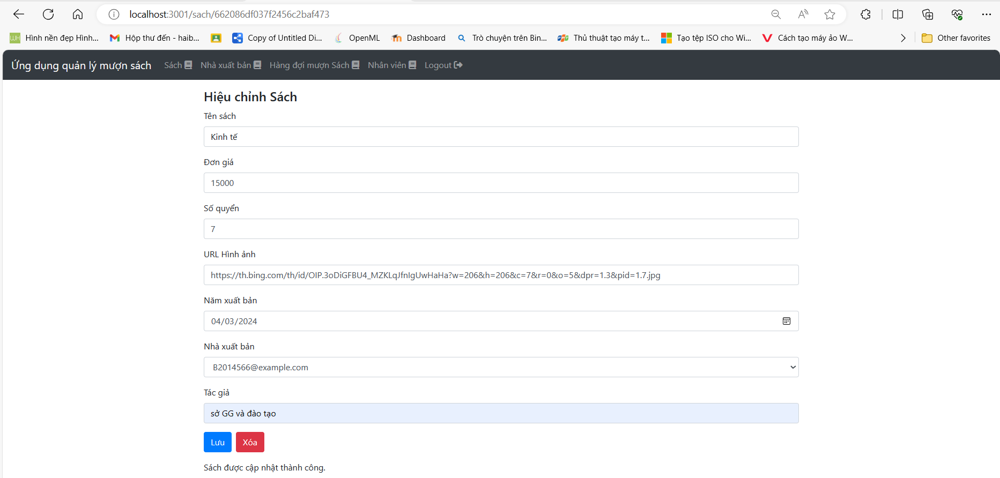 localhost:3001/sach/662086df037f2456c2baf473
Hình nền đẹp Hình... Hộp thư đến - haib... Copy of Untitled Di... OpenML Dashboard Trò chuyện trên Bin... Thủ thuật tạo máy t... Tạo tệp ISO cho Wi... Cách tạo máy ảo W... Other favorites
Ứng dụng quản lý mượn sách Sách Nhà xuất bản Hàng đợi mượn Sách Nhân viên Logout
Hiệu chỉnh Sách
Tên sách
Kinh tế
Đơn giá
15000
Số quyển
7
URL Hình ảnh
https://th.bing.com/th/id/OIP.3oDiGFBU4_MZKLqJfnIgUwHaHa?w=206&h=206&c=7&r=0&o=5&dpr=1.3&pid=1.7.jpg
Năm xuất bản
04/03/2024
Nhà xuất bản
B2014566@example.com
Tác giả
sở GG và đào tạo
Lưu Xóa
Sách được cập nhật thành công.